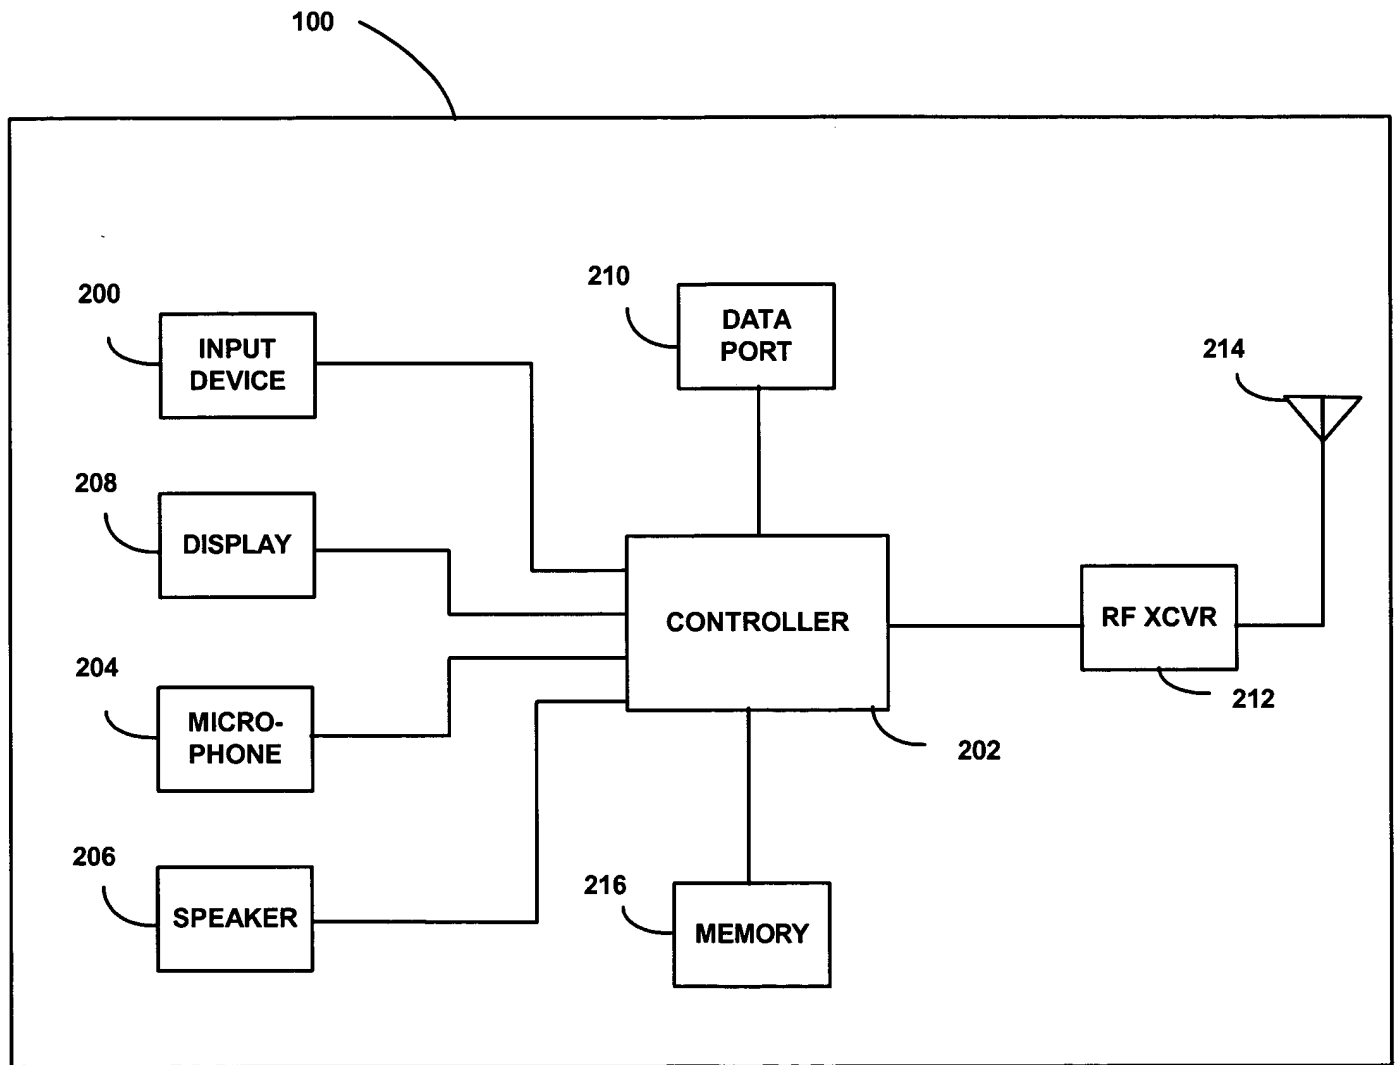 100
200
INPUT
DEVICE
210
DATA
PORT
214
208
DISPLAY
CONTROLLER
RF XCVR
212
204
MICRO-
PHONE
202
206
SPEAKER
216
MEMORY